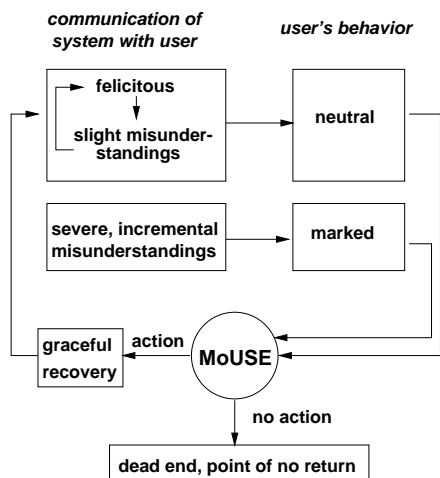 communication of
system with user
user's behavior
felicitous
slight misunder-
standings
neutral
severe, incremental
misunderstandings
marked
graceful
recovery
action
MoUSE
no action
dead end, point of no return